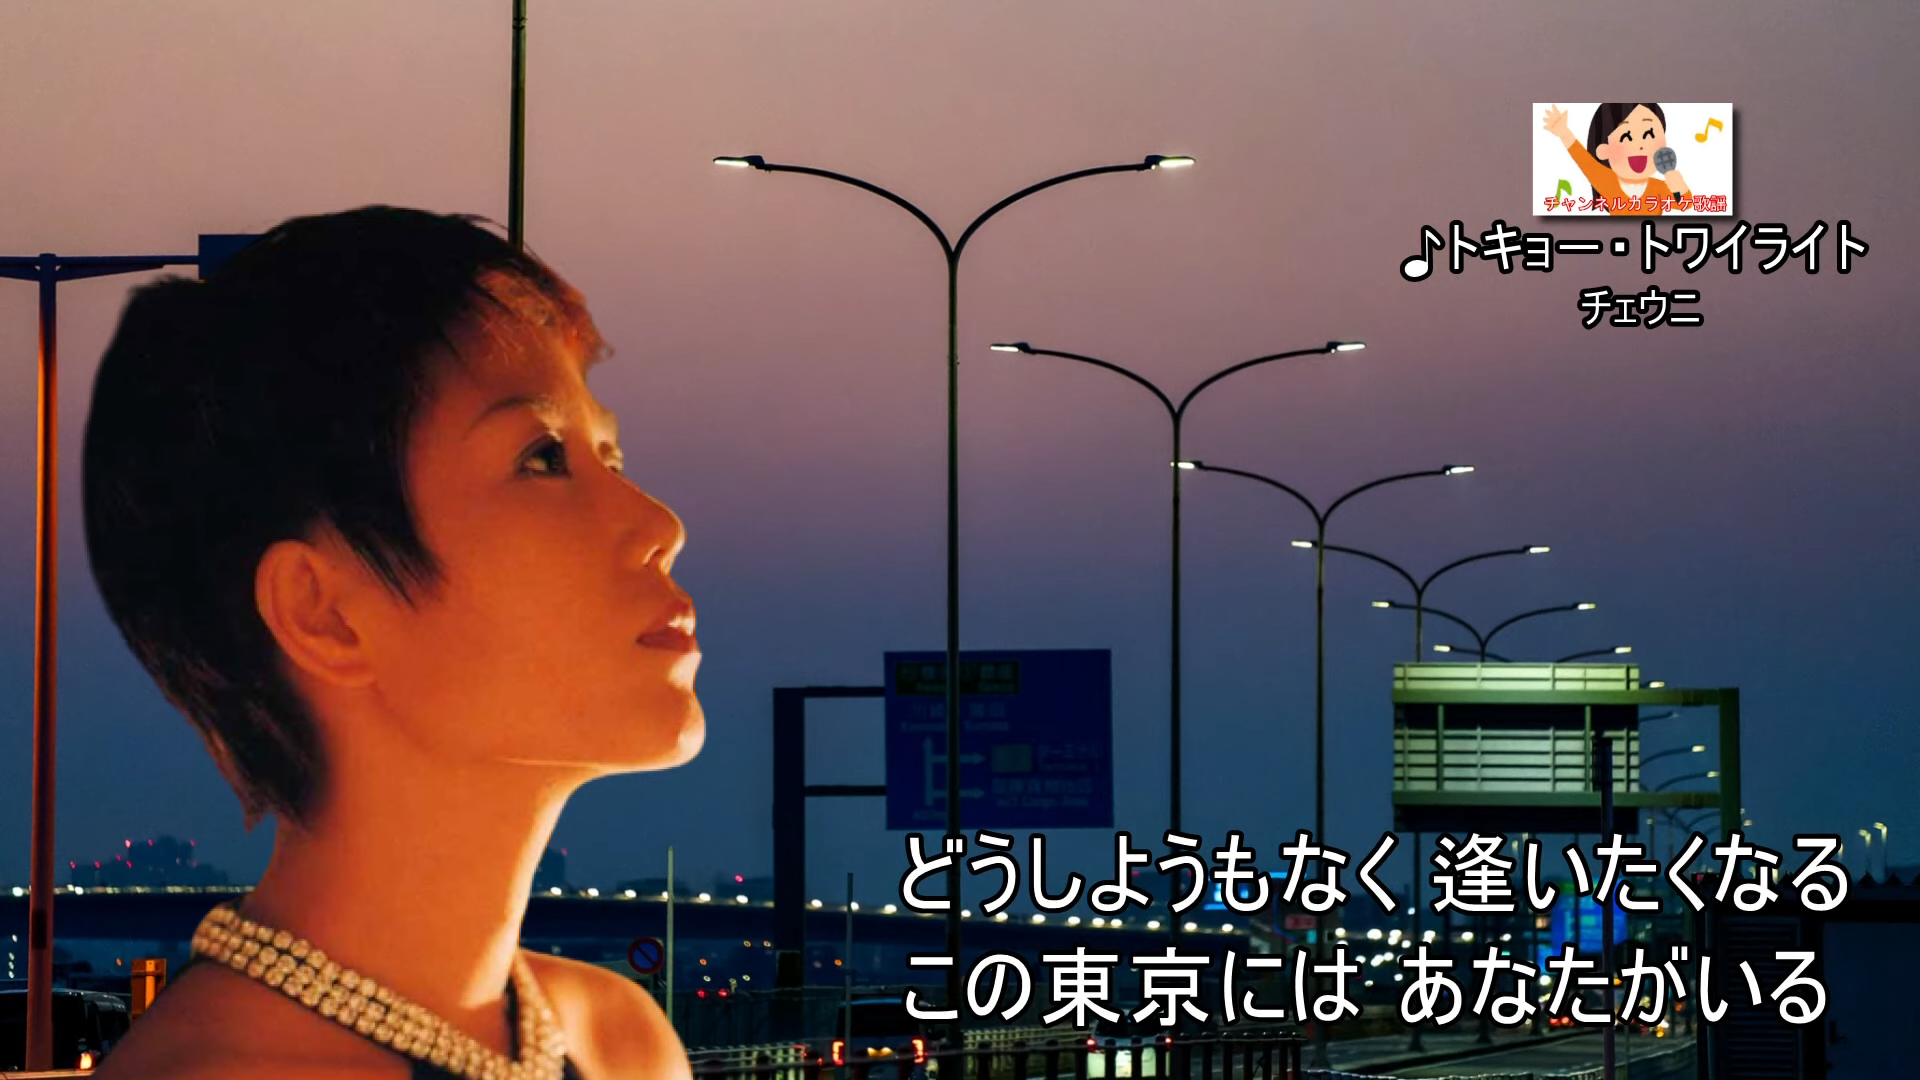 チャンネルカラオケ歌謡
♪トキョー・トワイライト
チェウニ
どうしようもなく 逢いたくなる
この東京には あなたがいる